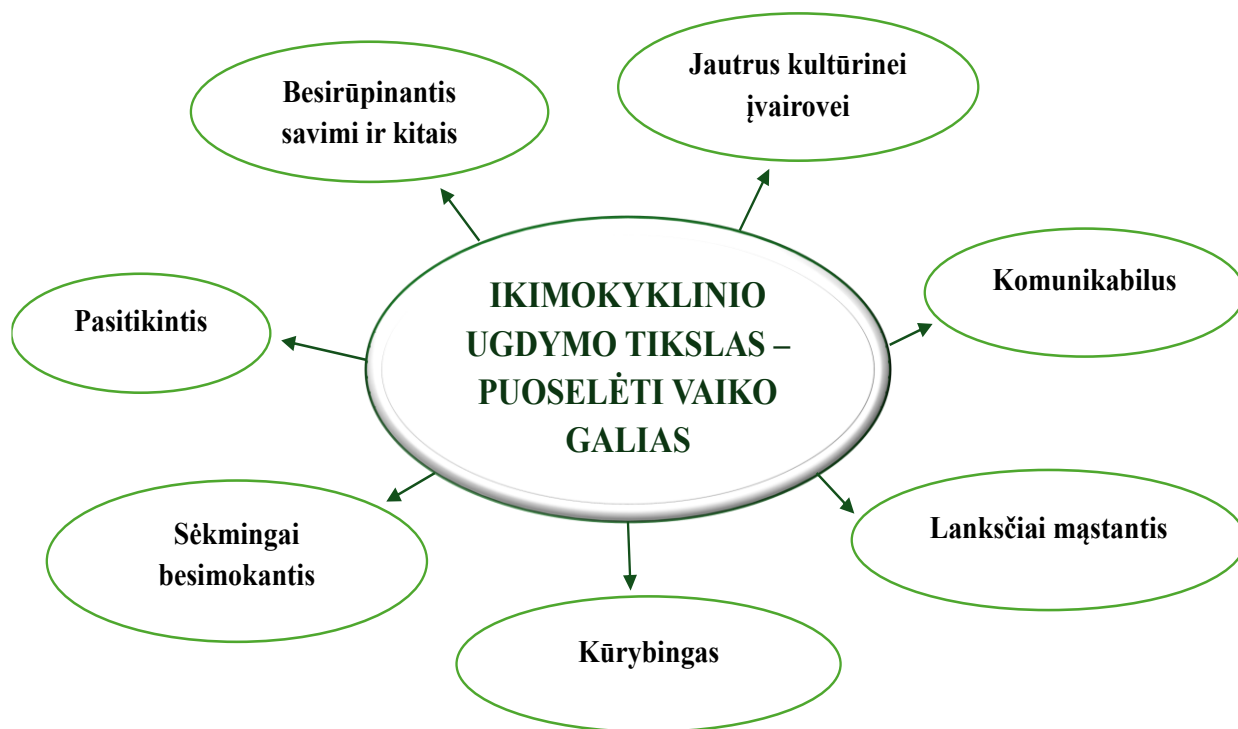 Jautrus kultūrinei
įvairovei
Besirūpinantis
savimi ir kitais
Komunikabilus
Pasitikintis
IKIMOKYKLINIO
UGDYMO TIKSLAS –
PUOSELĖTI VAIKO
GALIAS
Sėkmingai
besimokantis
Lanksčiai mąstantis
Kūrybingas